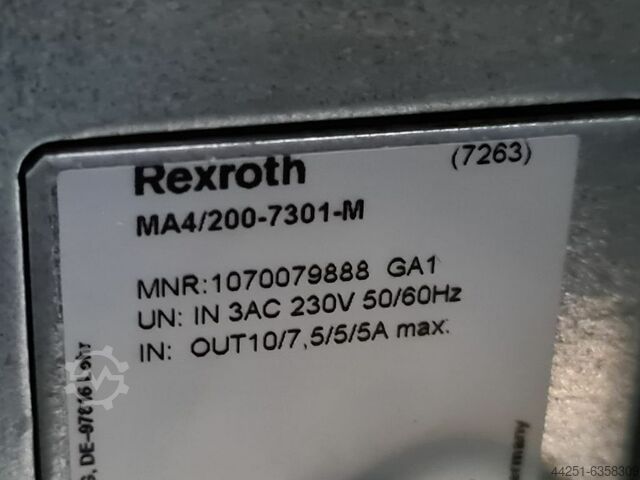 Rexroth
(7263)
MA4/200-7301-M
MNR:1070079888 GA1
UN: IN 3AC 230V 50/60Hz
IN: OUT10/7,5/5/5A max.
44251-6358309